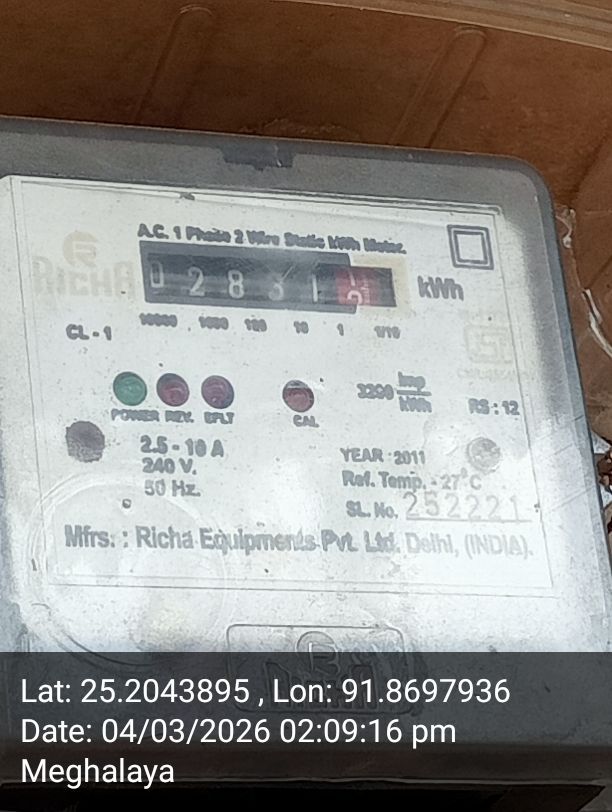 A.C. 1 Phase 2 Wire Static kWh Meter.
RICHA
0 2 8 3 1 kWh
CL - 1
10000 1000 100 10 1 1/10
POWER REV. EFLT
CAL
3200 Imp/kWh
RS : 12
2.5 - 10 A
240 V.
50 Hz.
YEAR : 2011
Ref. Temp. - 27°C
SL. No. 252221
Mfrs. : Richa Equipments Pvt. Ltd. Delhi, (INDIA).
Lat: 25.2043895 , Lon: 91.8697936
Date: 04/03/2026 02:09:16 pm
Meghalaya